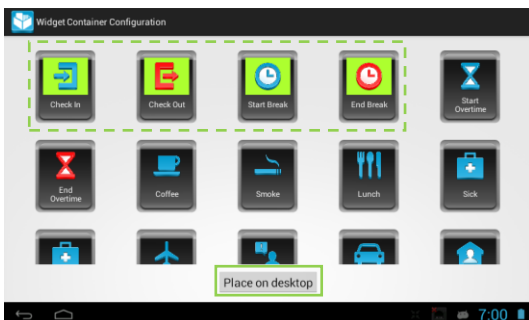 Widget Container Configuration
Check In
Check Out
Start Break
End Break
Start
Overtime
End
Overtime
Coffee
Smoke
Lunch
Sick
Place on desktop
7:00